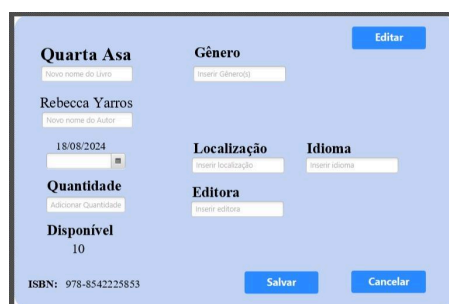 Editar
Quarta Asa
Novo nome do Livro
Gênero
Inserir Gênero(s)
Rebecca Yarros
Novo nome do Autor
18/08/2024
Localização
Inserir localização
Idioma
Inserir idioma
Quantidade
Adicionar Quantidade
Editora
Inserir editora
Disponível
10
ISBN: 978-8542225853
Salvar
Cancelar